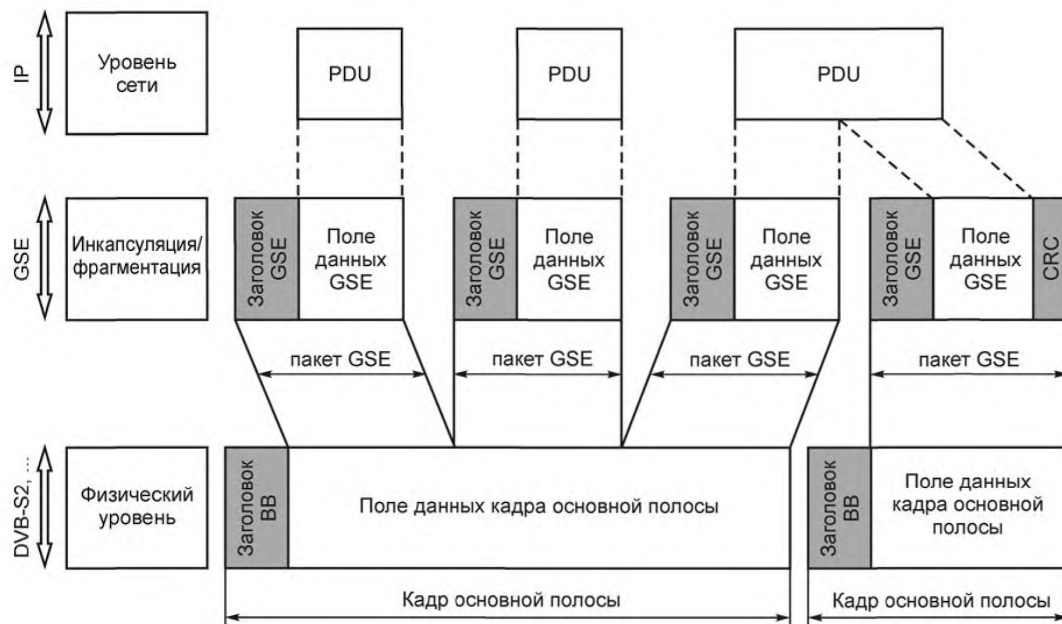 IP
Уровень
сети
PDU
PDU
PDU
GSE
Инкапсуляция/
фрагментация
Заголовок
GSE
Поле
данных
GSE
Заголовок
GSE
Поле
данных
GSE
Заголовок
GSE
Поле
данных
GSE
Заголовок
GSE
Поле
данных
GSE
CRC
пакет GSE
пакет GSE
пакет GSE
пакет GSE
DVB-S2, ...
Физический
уровень
Заголовок
BB
Поле данных кадра основной полосы
Заголовок
BB
Поле данных
кадра основной
полосы
Кадр основной полосы
Кадр основной полосы